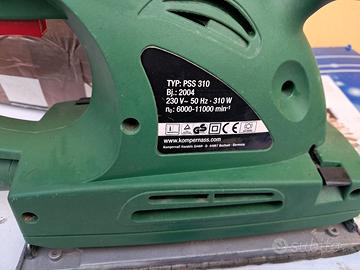 TYP: PSS 310
Bj.: 2004
230 V~ 50 Hz · 310 W
n₀: 6000-11000 min⁻¹
www.kompernass.com
Kompernaß Handels GmbH · D · 44867 Bochum · Germany
subito